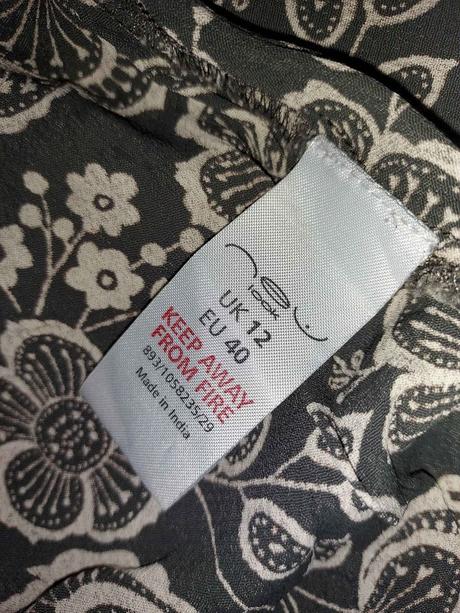 new
look
UK 12
EU 40
KEEP AWAY
FROM FIRE
893/1058235/29
Made in India